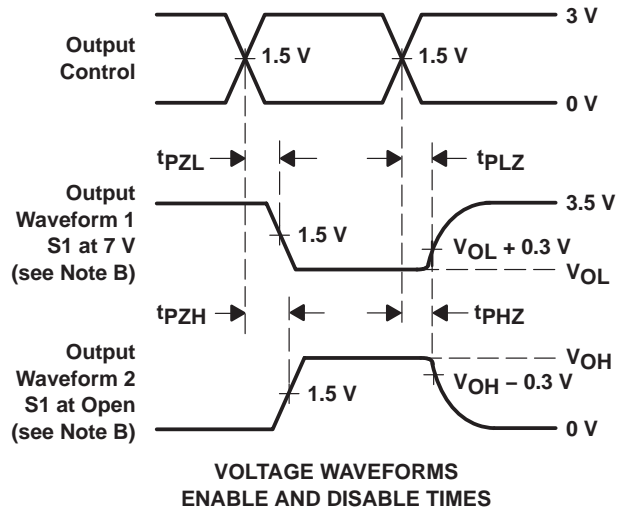 3 V
Output
Control
1.5 V
1.5 V
0 V
tPZL
tPLZ
Output
Waveform 1
S1 at 7 V
(see Note B)
3.5 V
1.5 V
VOL + 0.3 V
VOL
tPZH
tPHZ
Output
Waveform 2
S1 at Open
(see Note B)
VOH
1.5 V
VOH – 0.3 V
0 V
VOLTAGE WAVEFORMS
ENABLE AND DISABLE TIMES